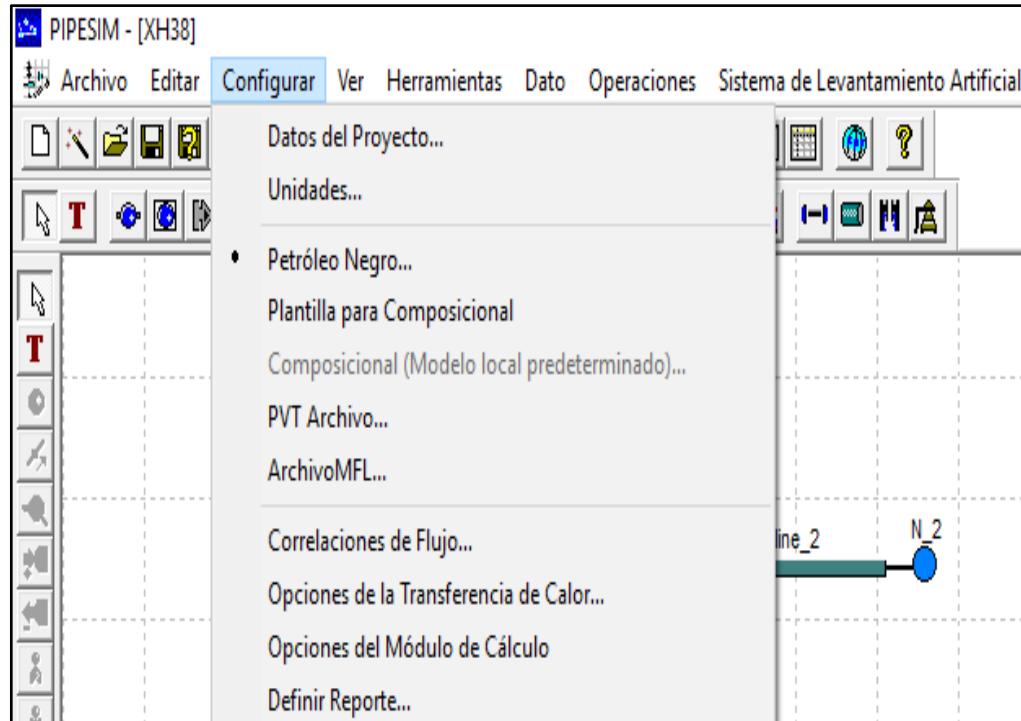 PIPESIM - [XH38]
Archivo Editar Configurar Ver Herramientas Dato Operaciones Sistema de Levantamiento Artificial
Datos del Proyecto...
Unidades...
T
Petróleo Negro...
Plantilla para Composicional
T
Composicional (Modelo local predeterminado)...
PVT Archivo...
ArchivoMFL...
Correlaciones de Flujo...
line_2 N_2
Opciones de la Transferencia de Calor...
Opciones del Módulo de Cálculo
Definir Reporte...